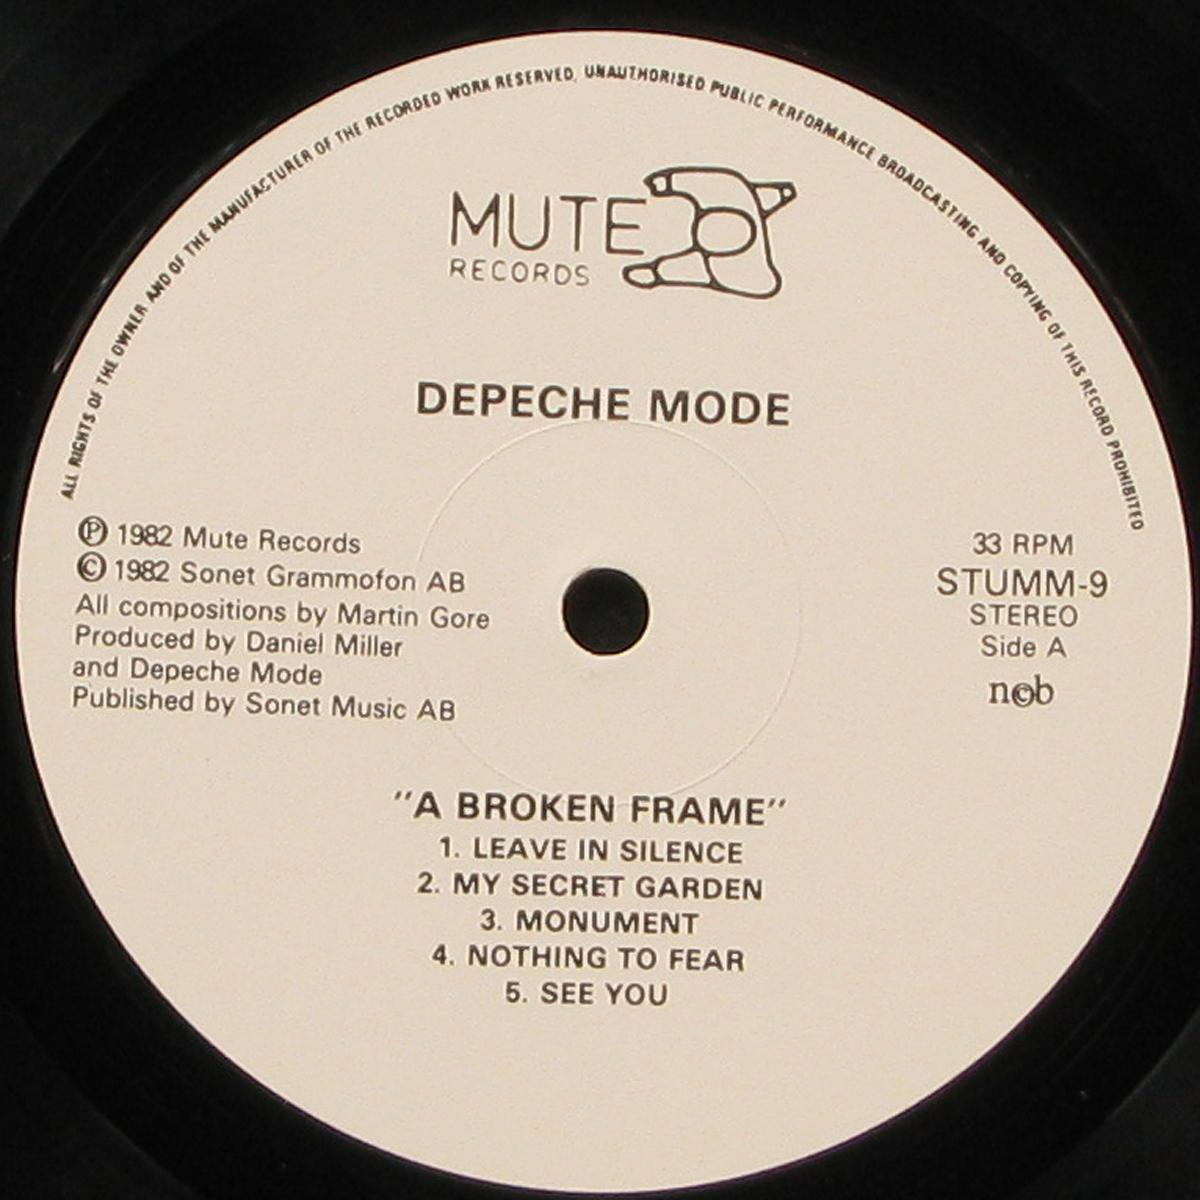 ALL RIGHTS OF THE OWNER AND OF THE MANUFACTURER OF THE RECORDED WORK RESERVED, UNAUTHORISED PUBLIC PERFORMANCE BROADCASTING AND COPYING OF THIS RECORD PROHIBITED
MUTE
RECORDS
DEPECHE MODE
℗ 1982 Mute Records
© 1982 Sonet Grammofon AB
All compositions by Martin Gore
Produced by Daniel Miller
and Depeche Mode
Published by Sonet Music AB
33 RPM
STUMM-9
STEREO
Side A
n©b
"A BROKEN FRAME"
1. LEAVE IN SILENCE
2. MY SECRET GARDEN
3. MONUMENT
4. NOTHING TO FEAR
5. SEE YOU